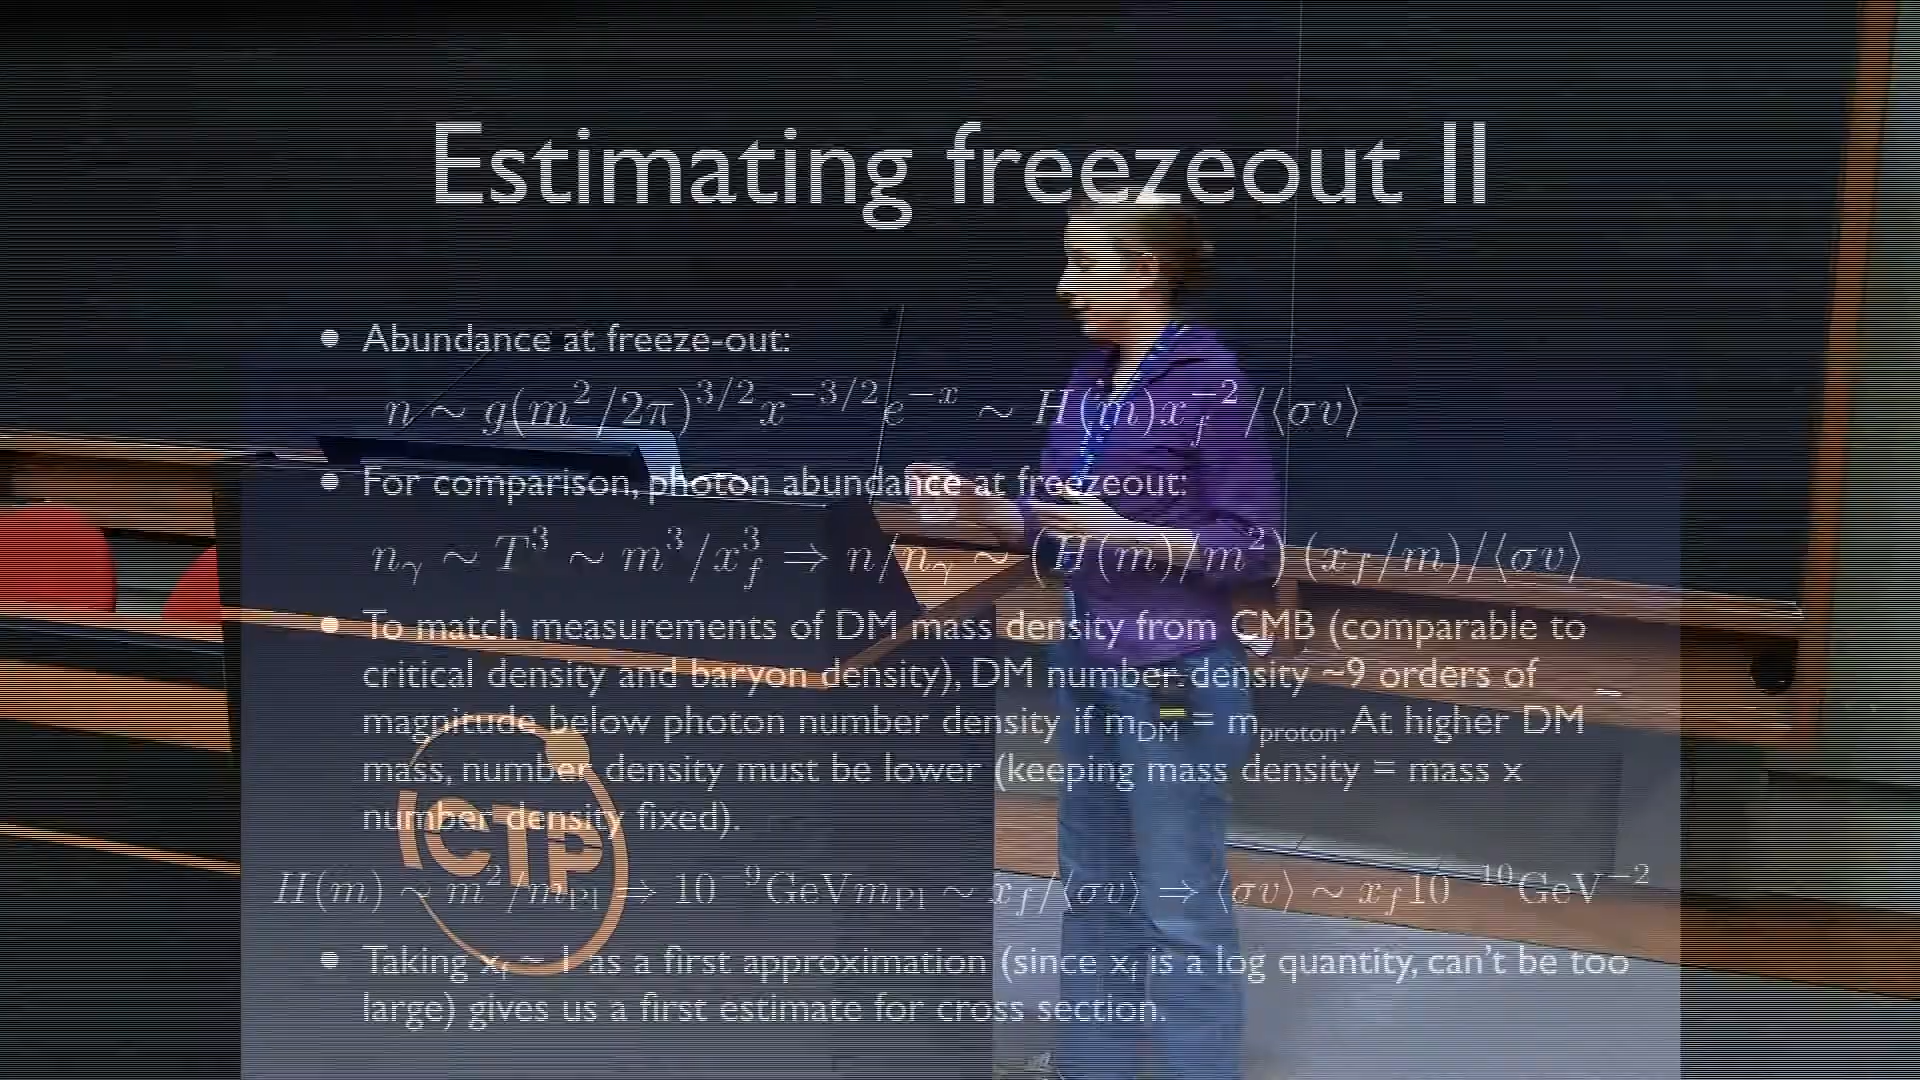 Estimating freezeout II
• Abundance at freeze-out:
n ∼ g(m²/2π)^{3/2} x^{−3/2} e^{−x} ∼ H(m)x_f^{−2}/⟨σv⟩
• For comparison, photon abundance at freezeout:
n_γ ∼ T³ ∼ m³/x_f³ ⇒ n/n_γ ∼ (H(m)/m²) (x_f/m)/⟨σv⟩
• To match measurements of DM mass density from CMB (comparable to
critical density and baryon density), DM number density ~9 orders of
magnitude below photon number density if m_DM = m_proton. At higher DM
mass, number density must be lower (keeping mass density = mass x
number density fixed).
H(m) ∼ m²/m_Pl ⇒ 10^{−9}GeVm_Pl ∼ x_f/⟨σv⟩ ⇒ ⟨σv⟩ ∼ x_f10^{−10}GeV^{−2}
• Taking x_f ~ 1 as a first approximation (since x_f is a log quantity, can't be too
large) gives us a first estimate for cross section.
ICTP